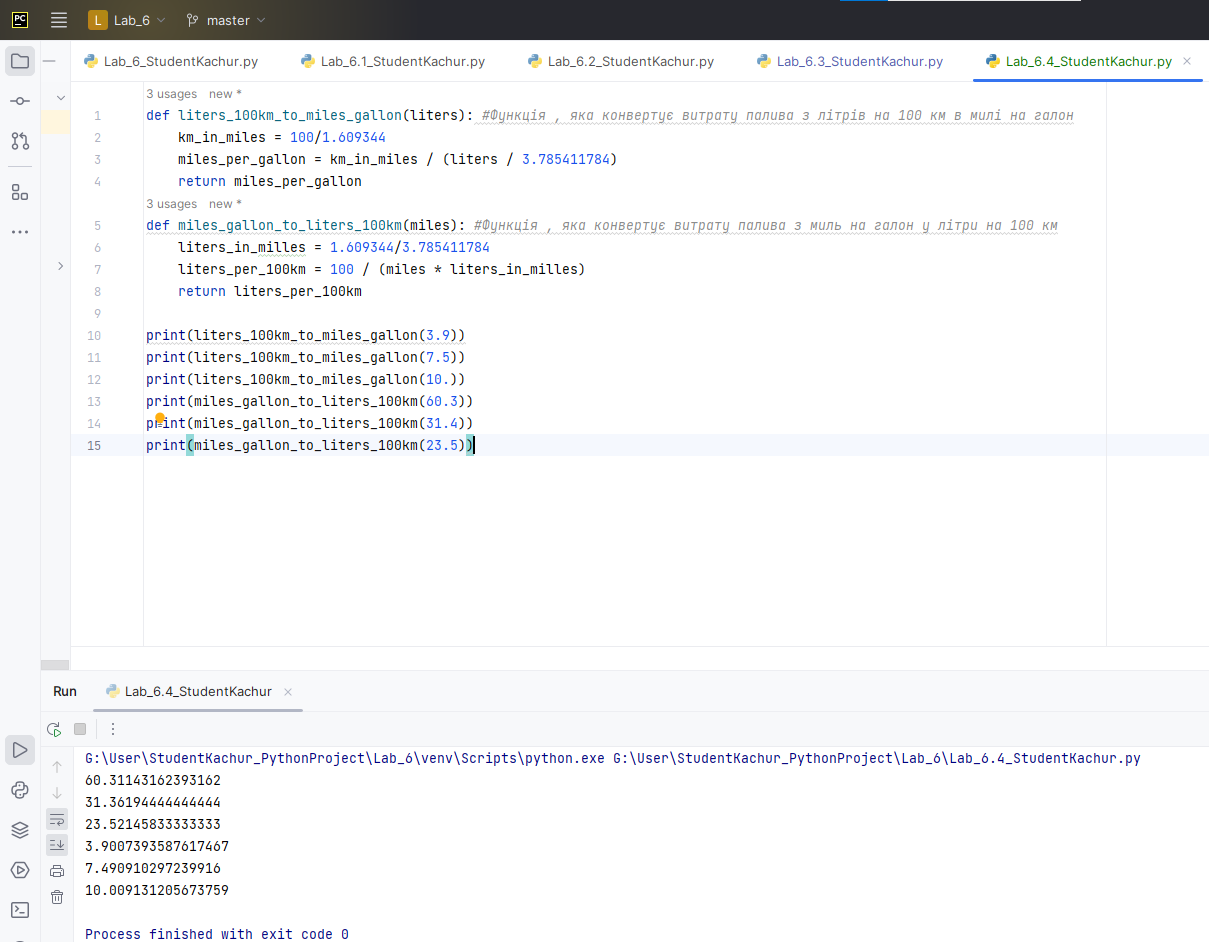 PC L Lab_6 master
Lab_6_StudentKachur.py Lab_6.1_StudentKachur.py Lab_6.2_StudentKachur.py Lab_6.3_StudentKachur.py Lab_6.4_StudentKachur.py
3 usages new *
1 def liters_100km_to_miles_gallon(liters): #Функція , яка конвертує витрату палива з літрів на 100 км в милі на галон
2 km_in_miles = 100/1.609344
3 miles_per_gallon = km_in_miles / (liters / 3.785411784)
4 return miles_per_gallon
3 usages new *
5 def miles_gallon_to_liters_100km(miles): #Функція , яка конвертує витрату палива з миль на галон у літри на 100 км
6 liters_in_milles = 1.609344/3.785411784
7 liters_per_100km = 100 / (miles * liters_in_milles)
8 return liters_per_100km
9
10 print(liters_100km_to_miles_gallon(3.9))
11 print(liters_100km_to_miles_gallon(7.5))
12 print(liters_100km_to_miles_gallon(10.))
13 print(miles_gallon_to_liters_100km(60.3))
14 print(miles_gallon_to_liters_100km(31.4))
15 print(miles_gallon_to_liters_100km(23.5))
Run Lab_6.4_StudentKachur
G:\User\StudentKachur_PythonProject\Lab_6\venv\Scripts\python.exe G:\User\StudentKachur_PythonProject\Lab_6\Lab_6.4_StudentKachur.py
60.31143162393162
31.36194444444444
23.52145833333333
3.9007393587617467
7.490910297239916
10.009131205673759
Process finished with exit code 0